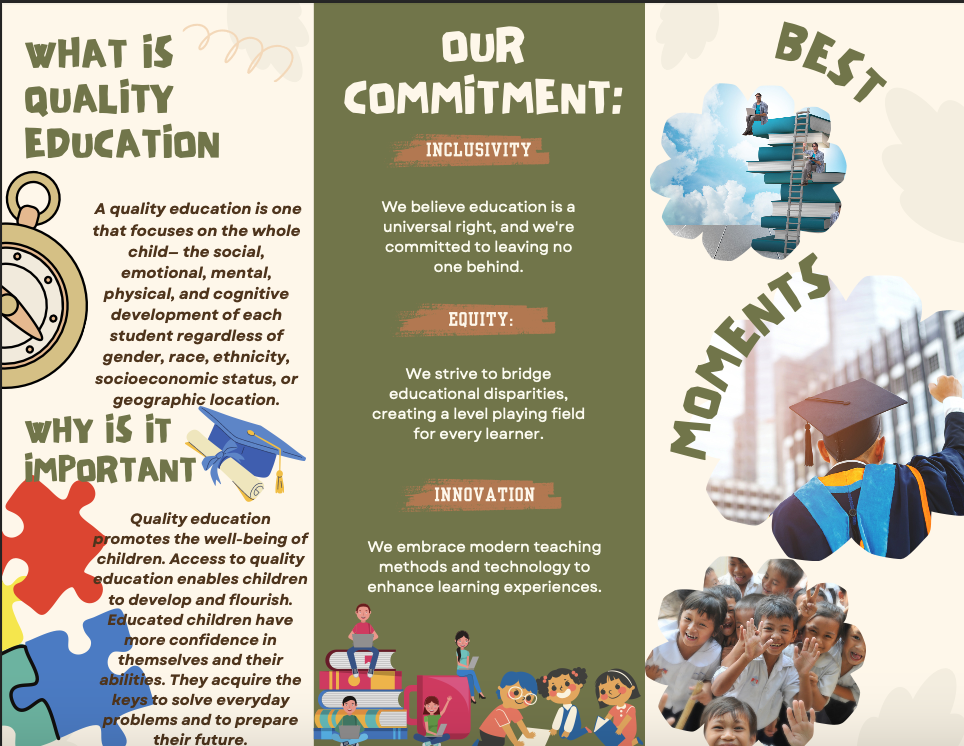 WHAT IS
QUALITY
EDUCATION
A quality education is one
that focuses on the whole
child— the social,
emotional, mental,
physical, and cognitive
development of each
student regardless of
gender, race, ethnicity,
socioeconomic status, or
geographic location.
WHY IS IT
IMPORTANT
Quality education
promotes the well-being of
children. Access to quality
education enables children
to develop and flourish.
Educated children have
more confidence in
themselves and their
abilities. They acquire the
keys to solve everyday
problems and to prepare
their future.
OUR
COMMITMENT:
INCLUSIVITY
We believe education is a
universal right, and we're
committed to leaving no
one behind.
EQUITY:
We strive to bridge
educational disparities,
creating a level playing field
for every learner.
INNOVATION
We embrace modern teaching
methods and technology to
enhance learning experiences.
BEST
MOMENTS